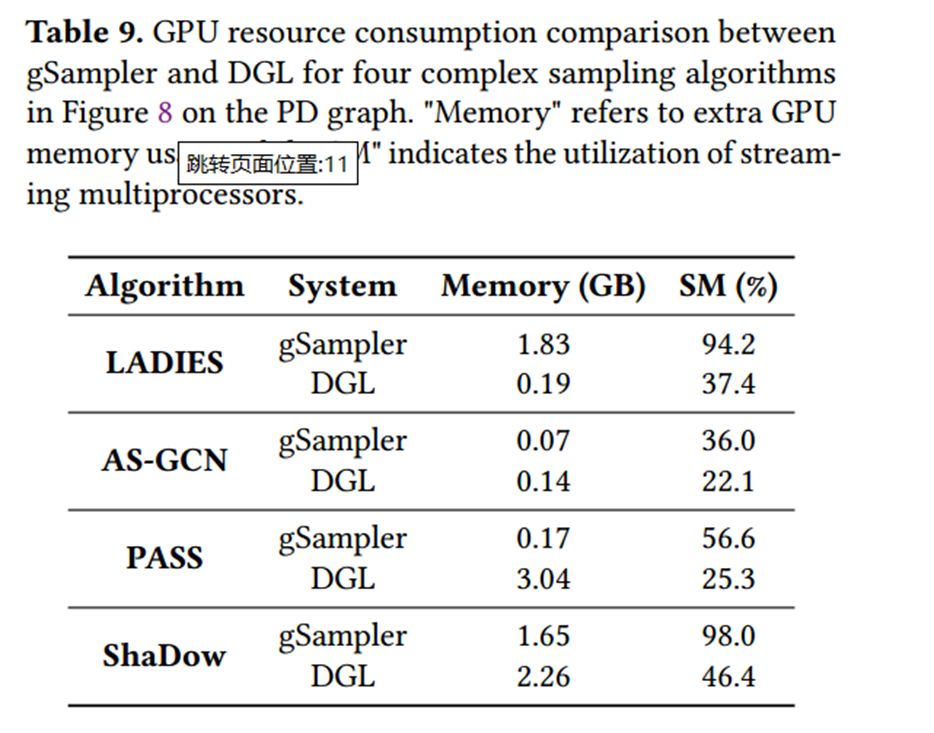 Table 9. GPU resource consumption comparison between
gSampler and DGL for four complex sampling algorithms
in Figure 8 on the PD graph. "Memory" refers to extra GPU
memory M" indicates the utilization of stream-
跳转页面位置:11
ing multiprocessors.
Algorithm System Memory (GB) SM (%)
LADIES
gSampler 1.83 94.2
DGL 0.19 37.4
AS-GCN
gSampler 0.07 36.0
DGL 0.14 22.1
PASS
gSampler 0.17 56.6
DGL 3.04 25.3
ShaDow
gSampler 1.65 98.0
DGL 2.26 46.4